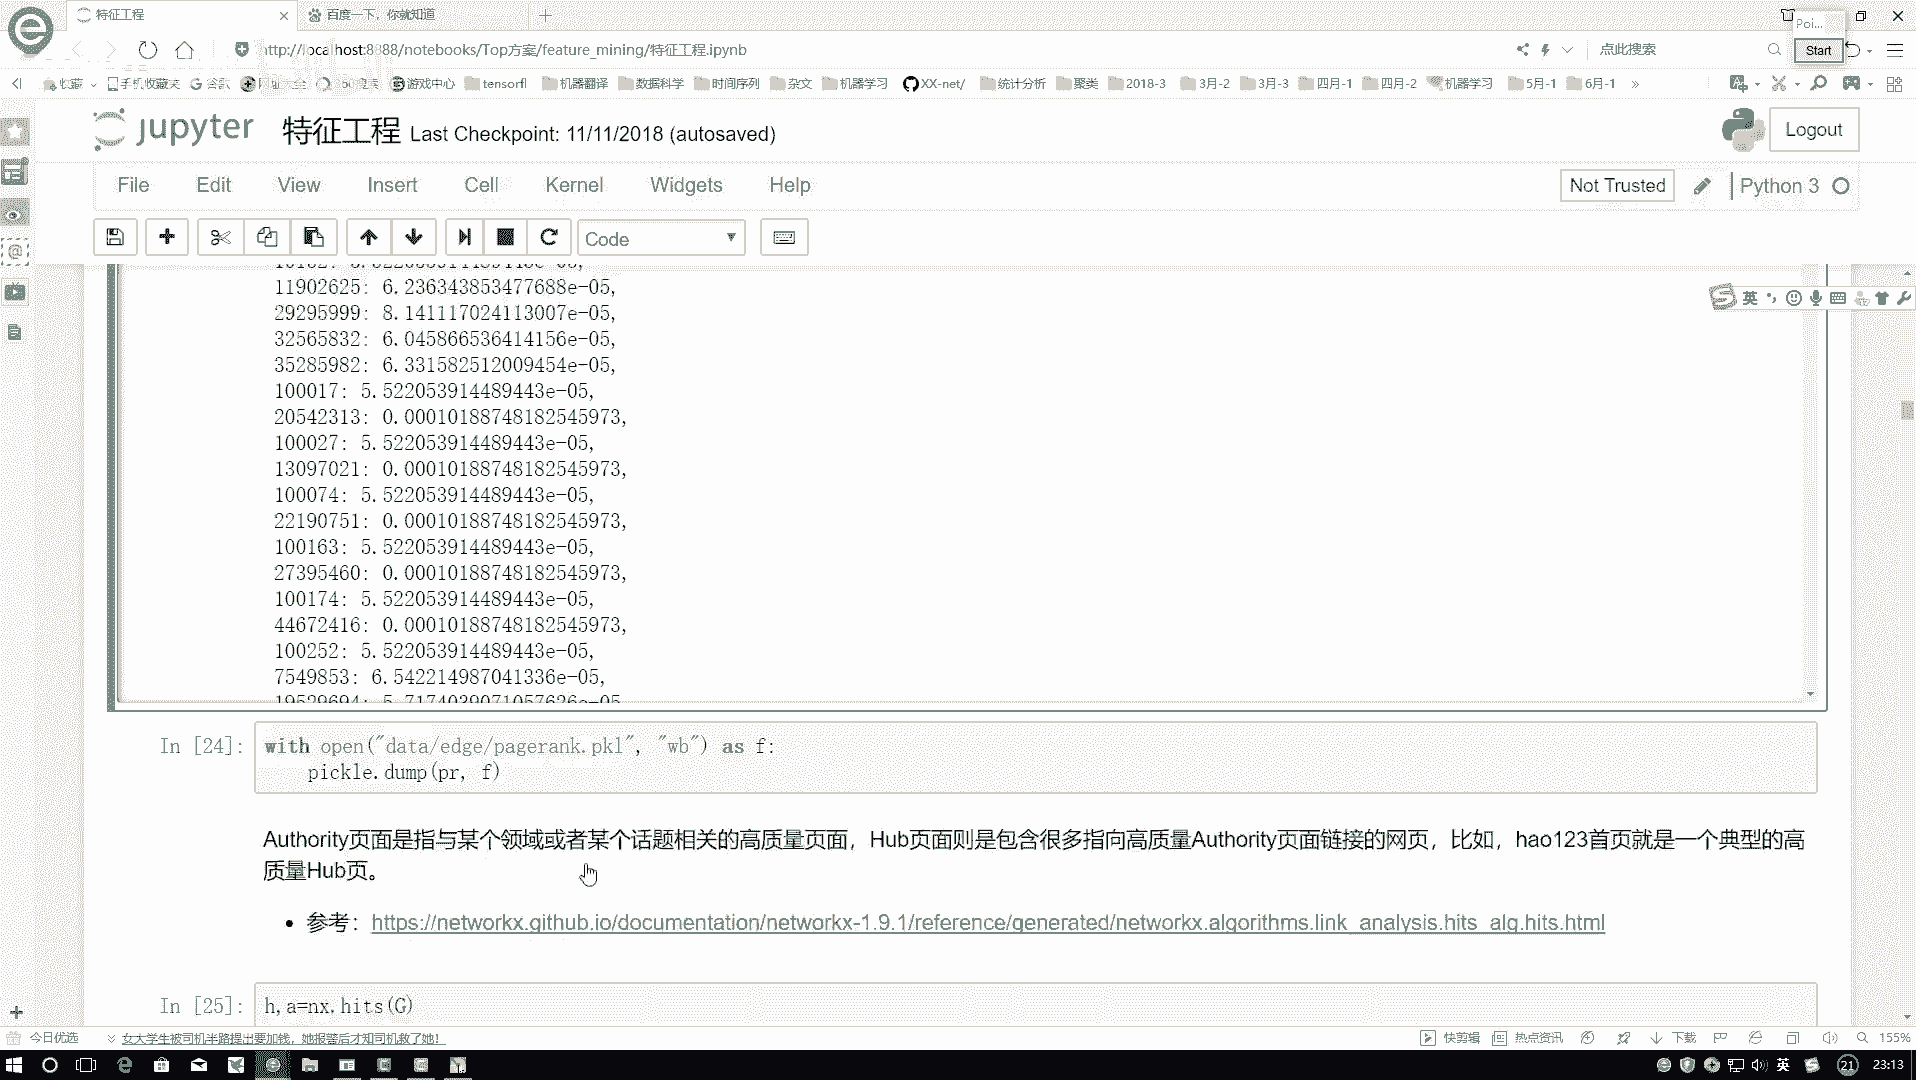 特征工程
百度一下，你就知道
Poi...
http://localhost:8888/notebooks/Top方案/feature_mining/特征工程.ipynb
点此搜索
Start
收藏 手机收藏夹 谷歌 网址大全 360搜索 游戏中心 tensorfl 机器翻译 数据科学 时间序列 杂文 机器学习 XX-net/ 统计分析 聚类 2018-3 3月-2 3月-3 四月-1 四月-2 机器学习 5月-1 6月-1 »
jupyter 特征工程 Last Checkpoint: 11/11/2018 (autosaved)
Logout
File Edit View Insert Cell Kernel Widgets Help
Not Trusted
Python 3
Code
英
11902625: 6.236343853477688e-05,
29295999: 8.141117024113007e-05,
32565832: 6.045866536414156e-05,
35285982: 6.331582512009454e-05,
100017: 5.522053914489443e-05,
20542313: 0.00010188748182545973,
100027: 5.522053914489443e-05,
13097021: 0.00010188748182545973,
100074: 5.522053914489443e-05,
22190751: 0.00010188748182545973,
100163: 5.522053914489443e-05,
27395460: 0.00010188748182545973,
100174: 5.522053914489443e-05,
44672416: 0.00010188748182545973,
100252: 5.522053914489443e-05,
7549853: 6.542214987041336e-05,
19529694: 5.7174039071057626e-05
In [24]: with open("data/edge/pagerank.pkl", "wb") as f:
pickle.dump(pr, f)
Authority页面是指与某个领域或者某个话题相关的高质量页面，Hub页面则是包含很多指向高质量Authority页面链接的网页，比如，hao123首页就是一个典型的高
质量Hub页。
• 参考：https://networkx.github.io/documentation/networkx-1.9.1/reference/generated/networkx.algorithms.link_analysis.hits_alg.hits.html
In [25]: h,a=nx.hits(G)
今日优选 女大学生被司机半路提出要加钱，她报警后才知司机救了她！
快剪辑 热点资讯 下载 155%
英 21 23:13